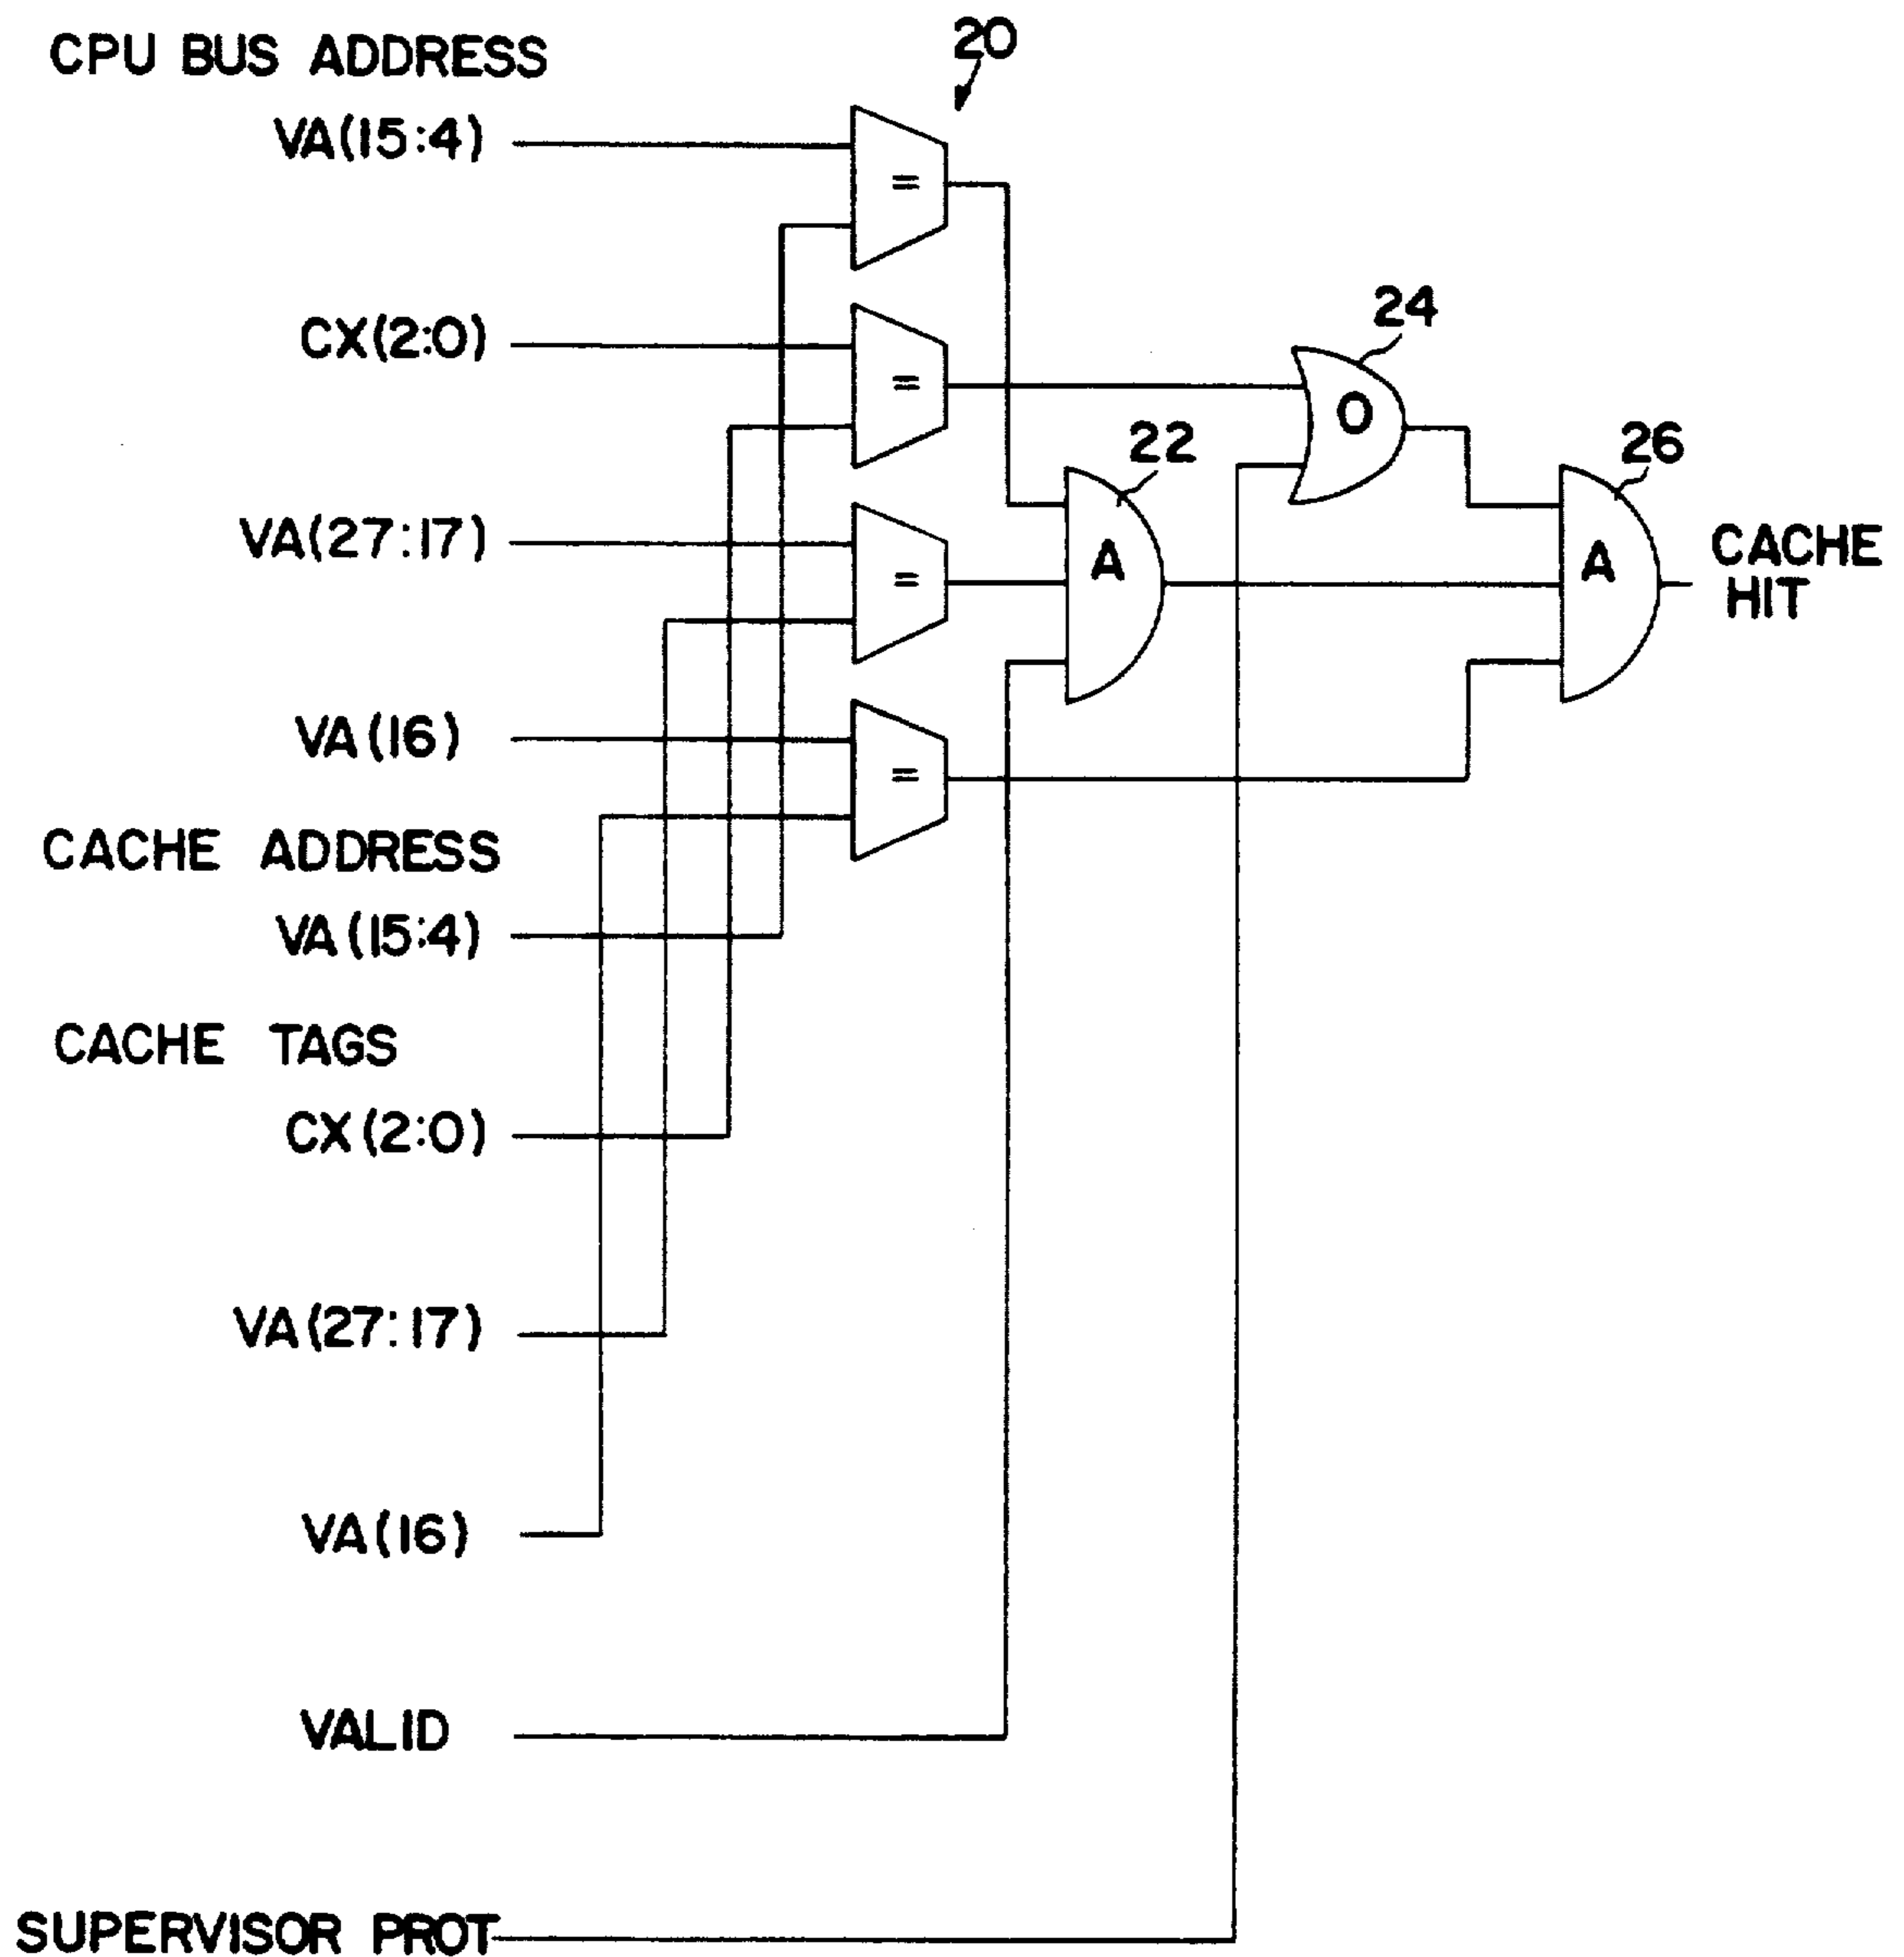 CPU BUS ADDRESS
20
VA(15:4)
=
CX(2:0)
=
24
O
22
26
VA(27:17)
=
A
A
CACHE
HIT
VA(16)
=
CACHE ADDRESS
VA(15:4)
CACHE TAGS
CX(2:0)
VA(27:17)
VA(16)
VALID
SUPERVISOR PROT